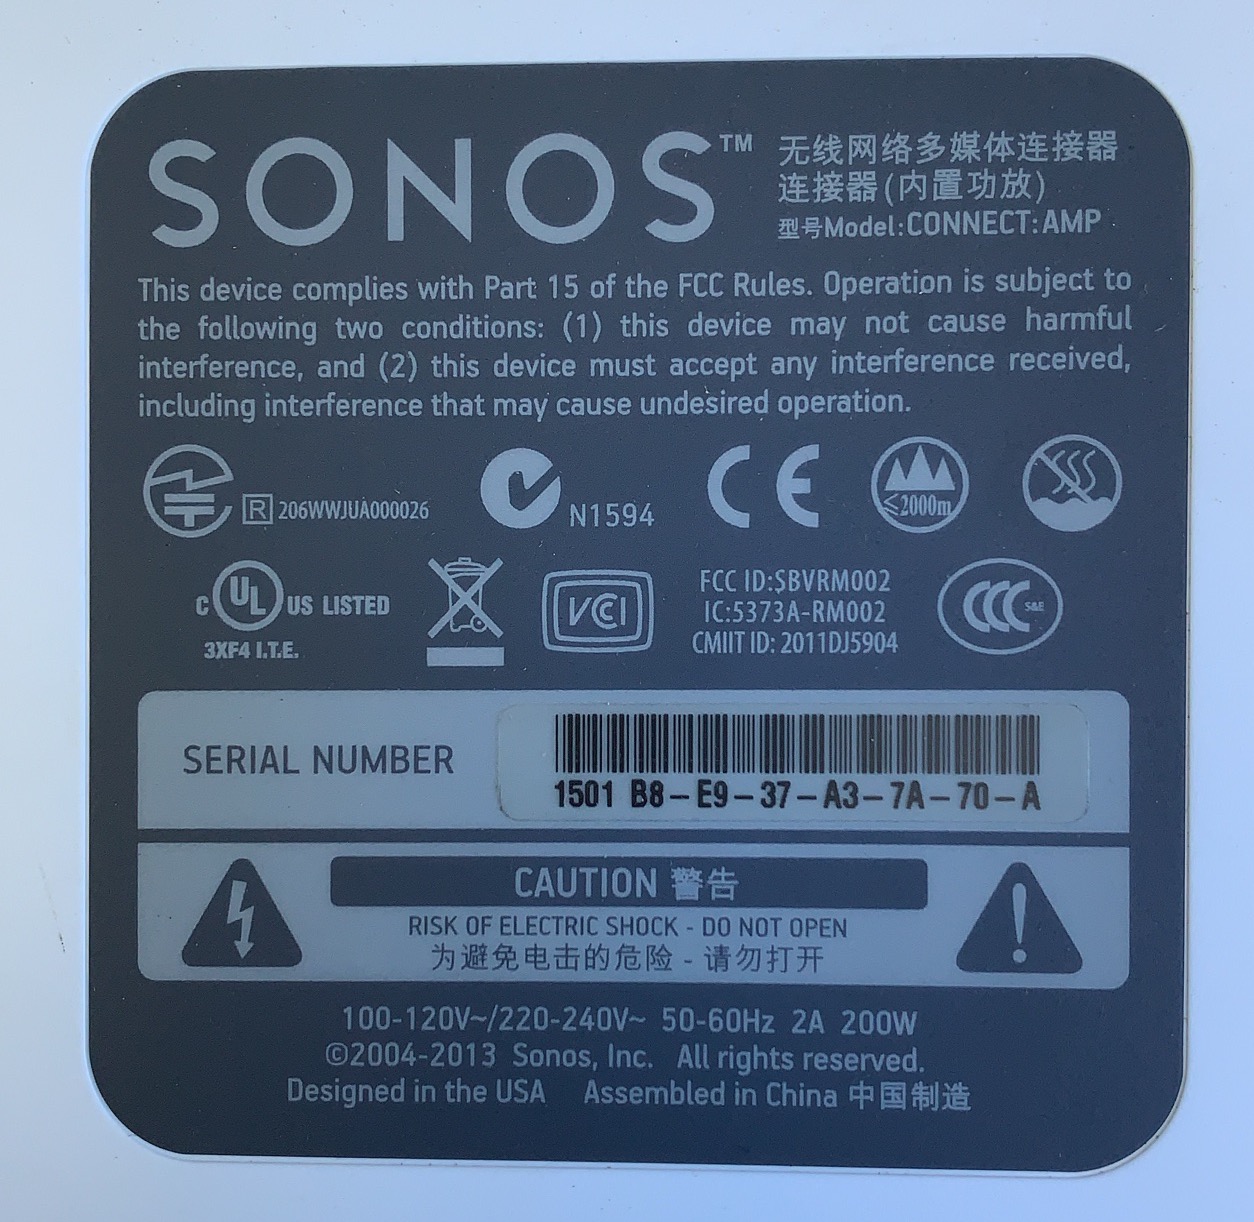 SONOS™
无线网络多媒体连接器
连接器(内置功放)
型号Model:CONNECT:AMP
This device complies with Part 15 of the FCC Rules. Operation is subject to
the following two conditions: (1) this device may not cause harmful
interference, and (2) this device must accept any interference received,
including interference that may cause undesired operation.
R 206WWJUA000026
N1594
CE
≤2000m
C UL US LISTED
3XF4 I.T.E.
VCI
FCC ID:SBVRM002
IC:5373A-RM002
CMIIT ID: 2011DJ5904
CCC S&E
SERIAL NUMBER
1501 B8-E9-37-A3-7A-70-A
CAUTION 警告
RISK OF ELECTRIC SHOCK - DO NOT OPEN
为避免电击的危险 - 请勿打开
100-120V~/220-240V~ 50-60Hz 2A 200W
©2004-2013 Sonos, Inc. All rights reserved.
Designed in the USA Assembled in China 中国制造